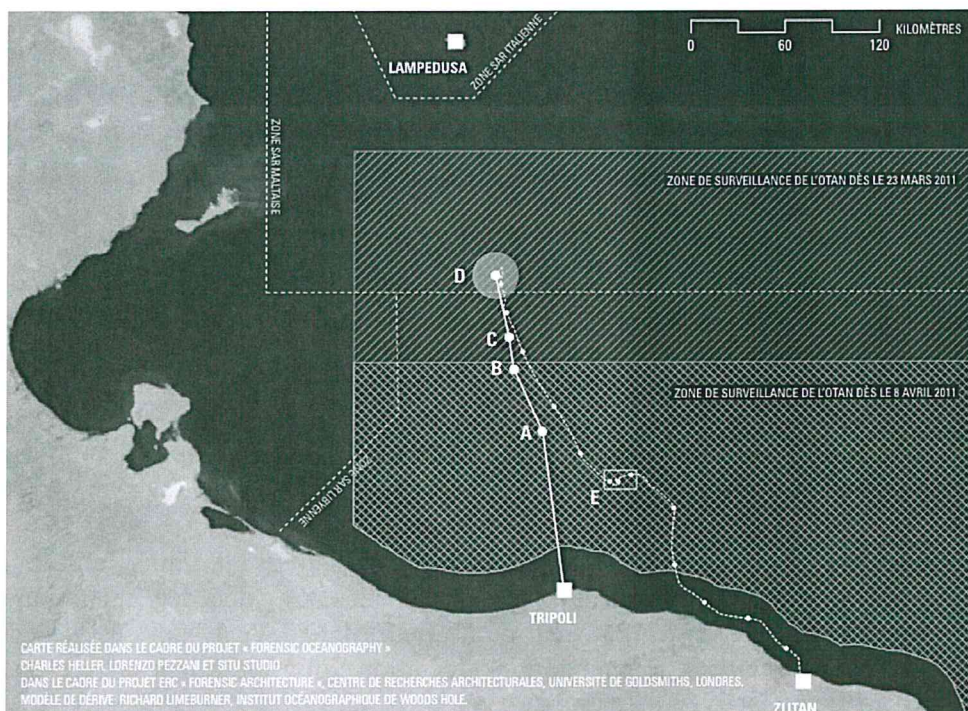 KILOMÈTRES
0 60 120
LAMPEDUSA
ZONE SAR ITALIENNE
ZONE SAR MALTAISE
ZONE DE SURVEILLANCE DE L'OTAN DÈS LE 23 MARS 2011
D
C
B
ZONE DE SURVEILLANCE DE L'OTAN DÈS LE 8 AVRIL 2011
A
E
ZONE SAR LIBYENNE
TRIPOLI
CARTE RÉALISÉE DANS LE CADRE DU PROJET « FORENSIC OCEANOGRAPHY »
CHARLES HELLER, LORENZO PEZZANI ET SITU STUDIO
DANS LE CADRE DU PROJET ERC « FORENSIC ARCHITECTURE », CENTRE DE RECHERCHES ARCHITECTURALES, UNIVERSITÉ DE GOLDSMITHS, LONDRES.
MODÈLE DE DÉRIVE: RICHARD LIMEBURNER, INSTITUT OCÉANOGRAPHIQUE DE WOODS HOLE.
ZLITAN